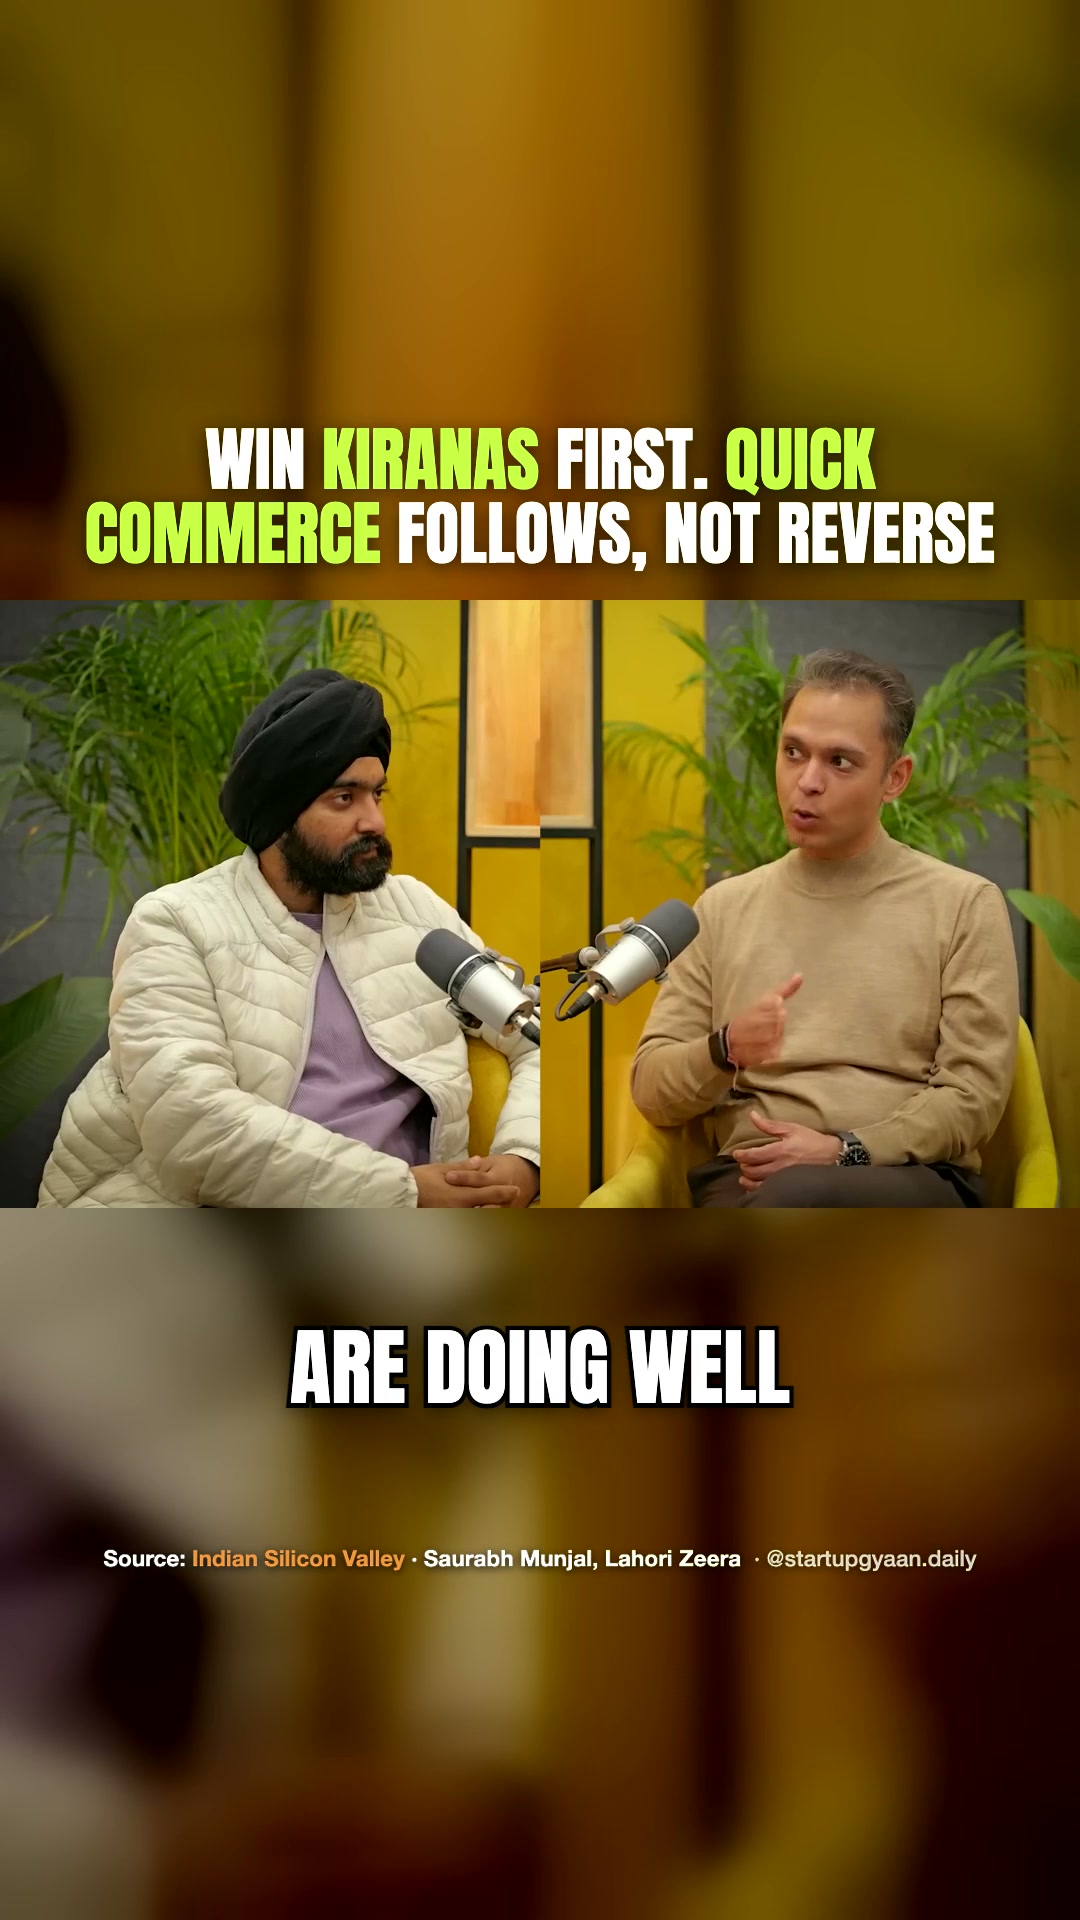 WIN KIRANAS FIRST. QUICK
COMMERCE FOLLOWS, NOT REVERSE
ARE DOING WELL
Source: Indian Silicon Valley · Saurabh Munjal, Lahori Zeera · @startupgyaan.daily